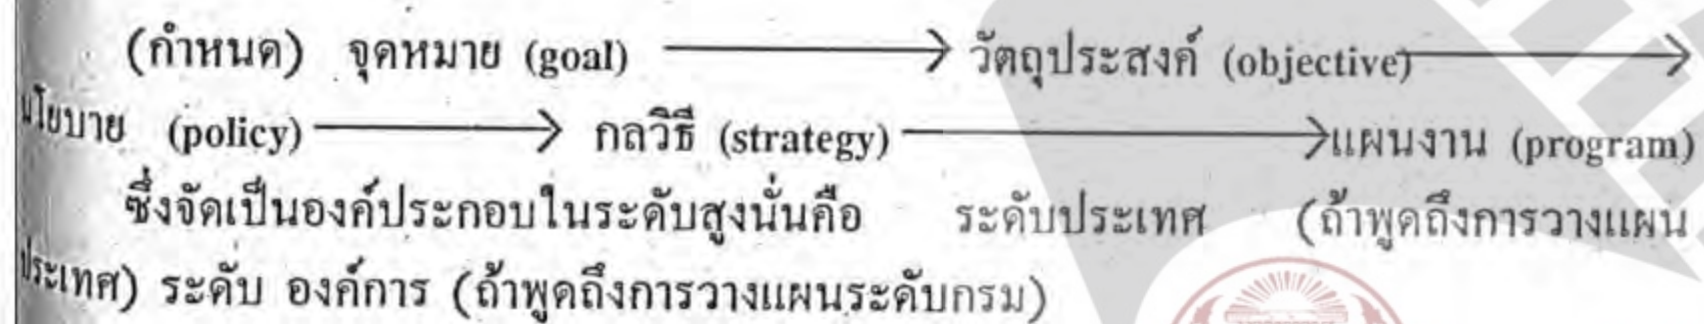 (กำหนด) จุดหมาย (goal) ⟶ วัตถุประสงค์ (objective) ⟶
นโยบาย (policy) ⟶ กลวิธี (strategy) ⟶ แผนงาน (program)
ซึ่งจัดเป็นองค์ประกอบในระดับสูงนั่นคือ ระดับประเทศ (ถ้าพูดถึงการวางแผน
ประเทศ) ระดับ องค์การ (ถ้าพูดถึงการวางแผนระดับกรม)